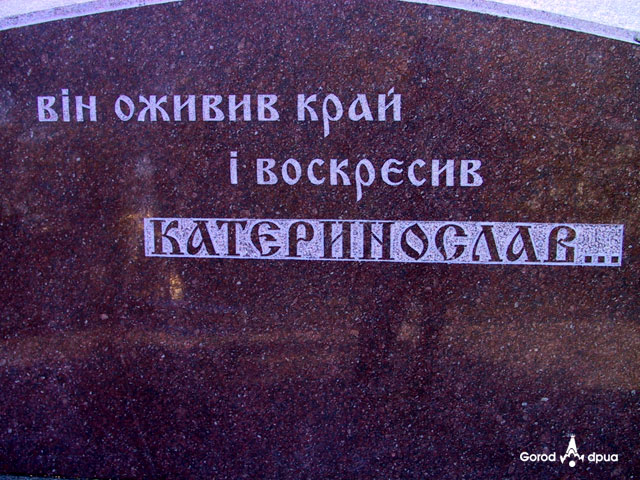 він оживив край
і воскресив
КАТЕРИНОСЛАВ...
Gorod dpua